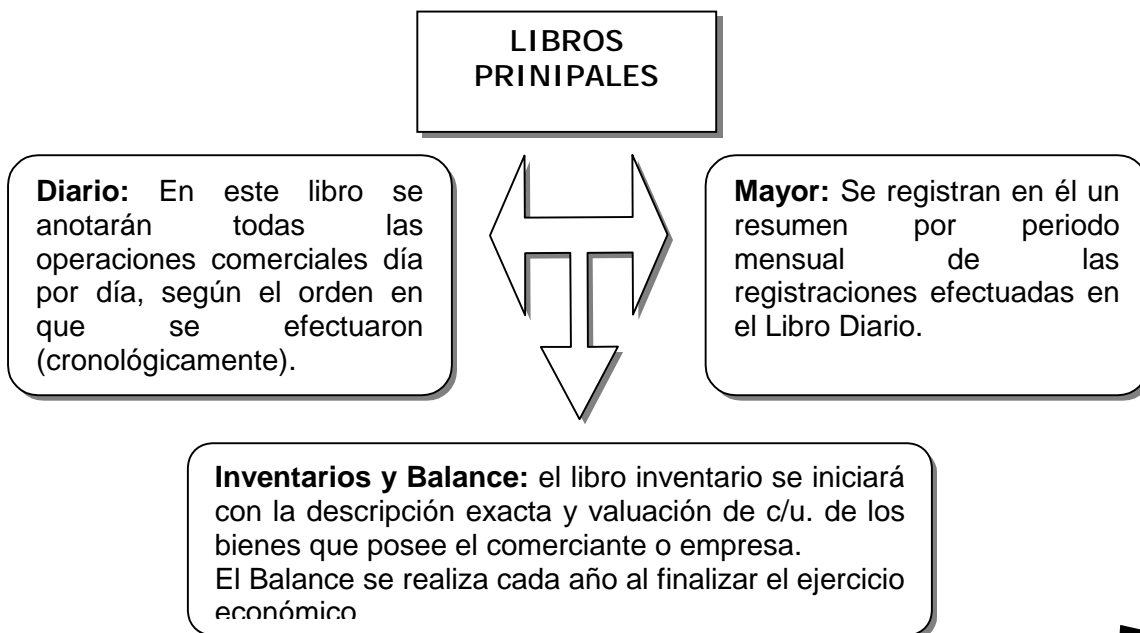 LIBROS
PRINIPALES
Diario: En este libro se
anotarán todas las
operaciones comerciales día
por día, según el orden en
que se efectuaron
(cronológicamente).
Mayor: Se registran en él un
resumen por periodo
mensual de las
registraciones efectuadas en
el Libro Diario.
Inventarios y Balance: el libro inventario se iniciará
con la descripción exacta y valuación de c/u. de los
bienes que posee el comerciante o empresa.
El Balance se realiza cada año al finalizar el ejercicio
económico